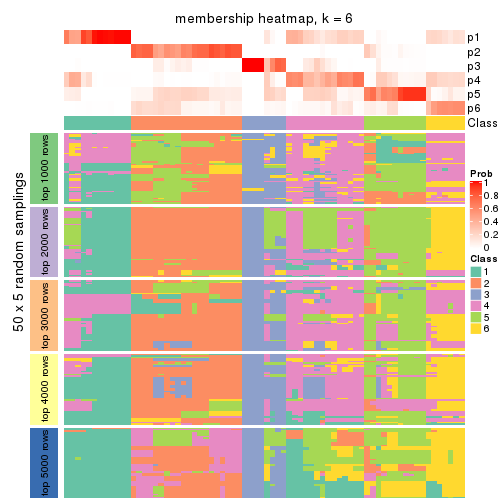 membership heatmap, k = 6
p1
p2
p3
p4
p5
p6
Class
50 x 5 random samplings
top 1000 rows
top 2000 rows
top 3000 rows
top 4000 rows
top 5000 rows
Prob
1
0.8
0.6
0.4
0.2
0
Class
1
2
3
4
5
6